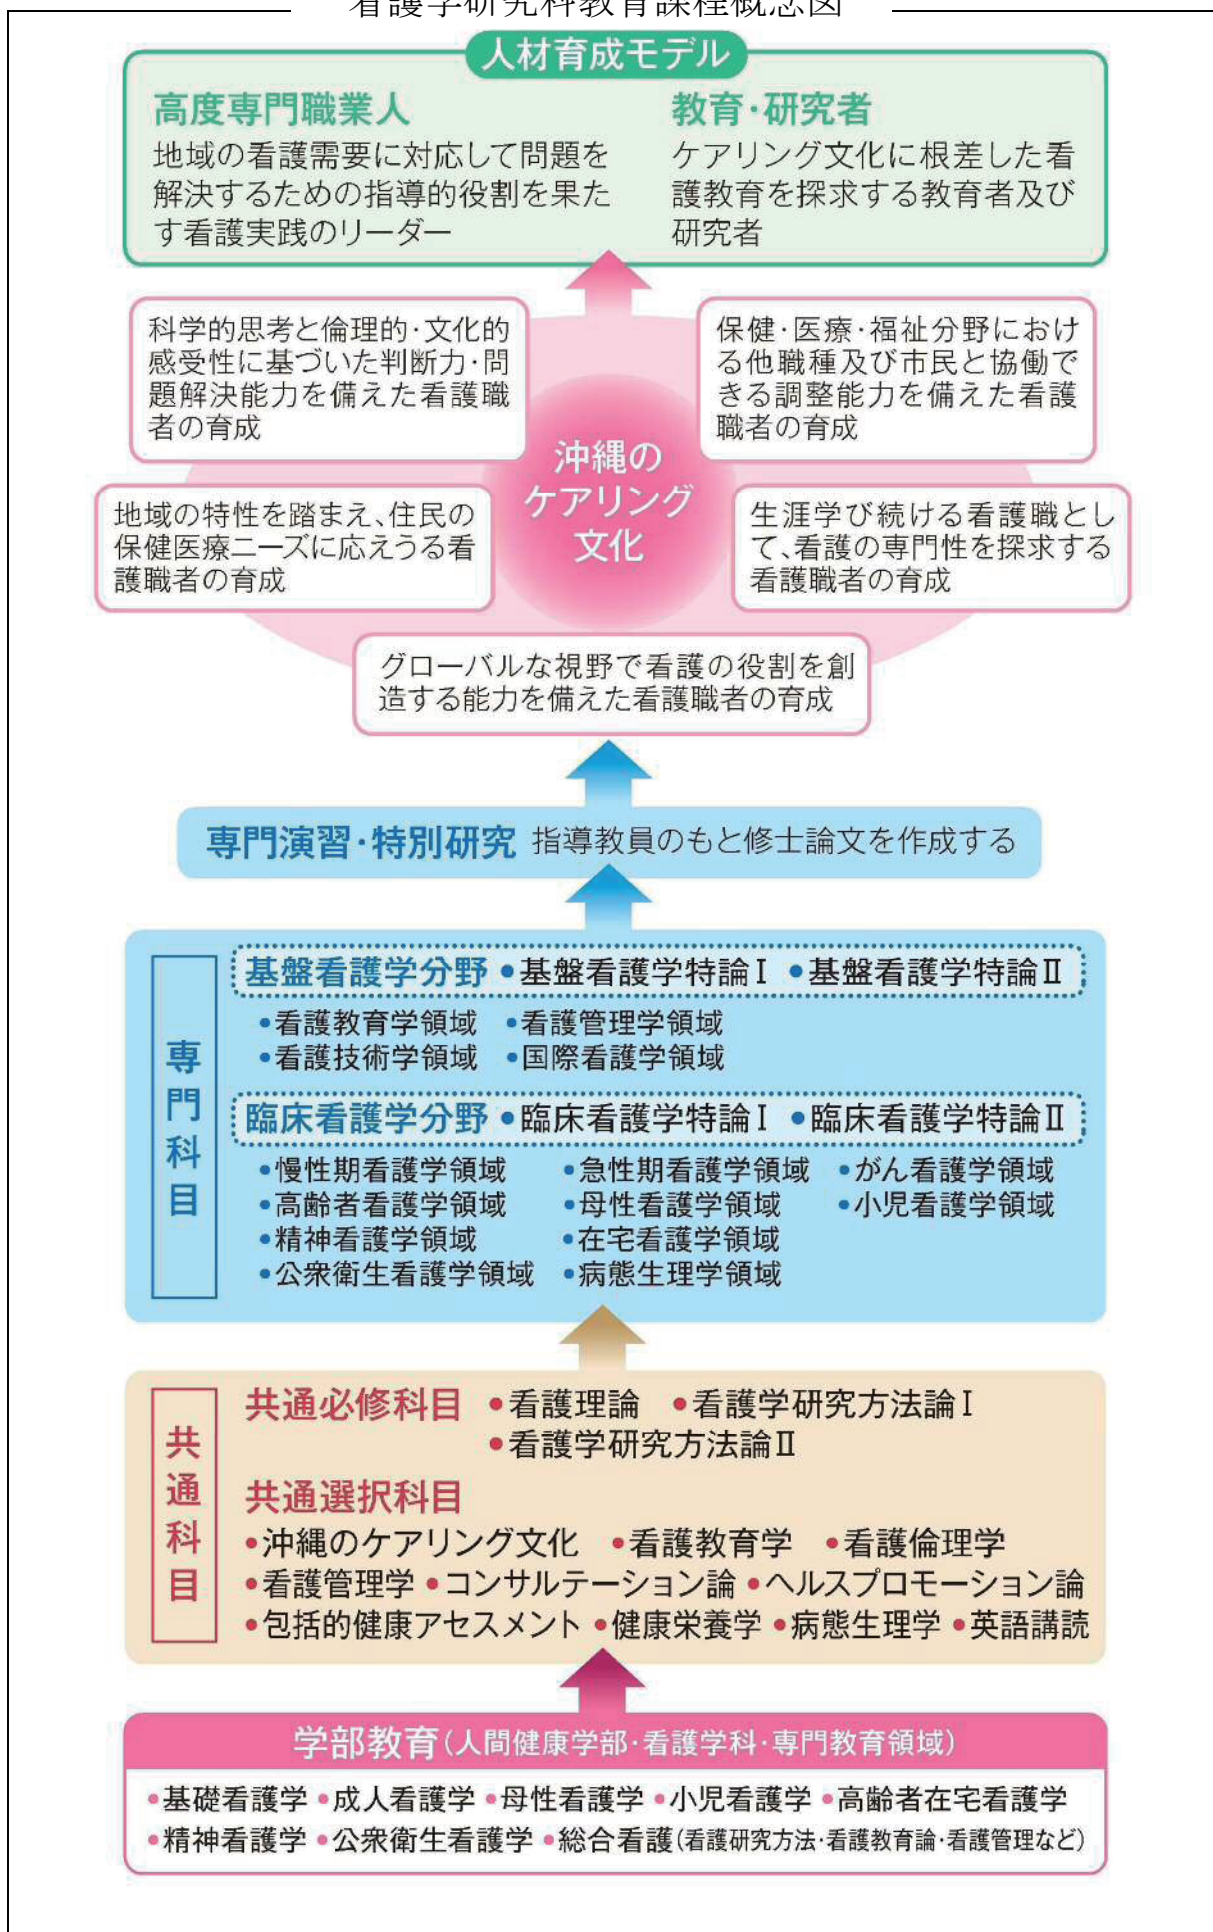 看護学研究科教育課程概念図
人材育成モデル
高度専門職業人
地域の看護需要に対応して問題を
解決するための指導的役割を果た
す看護実践のリーダー
教育・研究者
ケアリング文化に根差した看
護教育を探求する教育者及び
研究者
科学的思考と倫理的・文化的
感受性に基づいた判断力・問
題解決能力を備えた看護職
者の育成
保健・医療・福祉分野におけ
る他職種及び市民と協働で
きる調整能力を備えた看護
職者の育成
沖縄の
ケアリング
文化
地域の特性を踏まえ、住民の
保健医療ニーズに応えうる看
護職者の育成
生涯学び続ける看護職とし
て、看護の専門性を探求する
看護職者の育成
グローバルな視野で看護の役割を創
造する能力を備えた看護職者の育成
専門演習・特別研究 指導教員のもと修士論文を作成する
専門科目
基盤看護学分野 ●基盤看護学特論Ⅰ ●基盤看護学特論Ⅱ
●看護教育学領域 ●看護管理学領域
●看護技術学領域 ●国際看護学領域
臨床看護学分野 ●臨床看護学特論Ⅰ ●臨床看護学特論Ⅱ
●慢性期看護学領域 ●急性期看護学領域 ●がん看護学領域
●高齢者看護学領域 ●母性看護学領域 ●小児看護学領域
●精神看護学領域 ●在宅看護学領域
●公衆衛生看護学領域 ●病態生理学領域
共通科目
共通必修科目 ●看護理論 ●看護学研究方法論Ⅰ
●看護学研究方法論Ⅱ
共通選択科目
●沖縄のケアリング文化 ●看護教育学 ●看護倫理学
●看護管理学 ●コンサルテーション論 ●ヘルスプロモーション論
●包括的健康アセスメント ●健康栄養学 ●病態生理学 ●英語講読
学部教育(人間健康学部・看護学科・専門教育領域)
●基礎看護学 ●成人看護学 ●母性看護学 ●小児看護学 ●高齢者在宅看護学
●精神看護学 ●公衆衛生看護学 ●総合看護(看護研究方法・看護教育論・看護管理など)